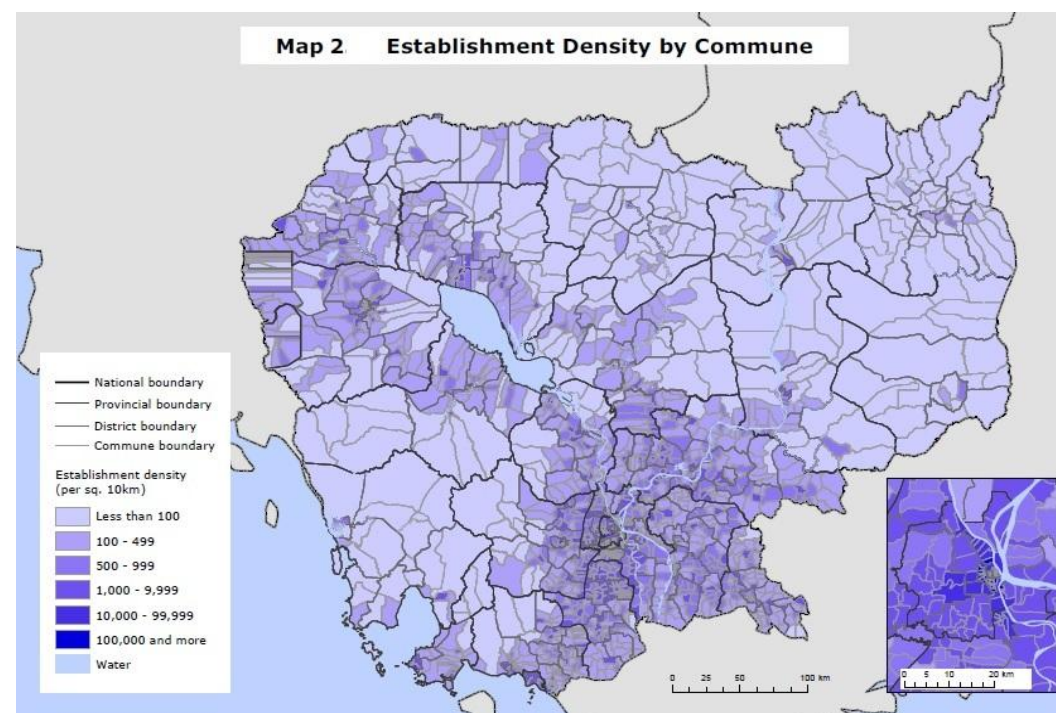 Map 2 Establishment Density by Commune
National boundary
Provincial boundary
District boundary
Commune boundary
Establishment density
(per sq. 10km)
Less than 100
100 - 499
500 - 999
1,000 - 9,999
10,000 - 99,999
100,000 and more
Water
0 25 50 100 km
0 5 10 20 km